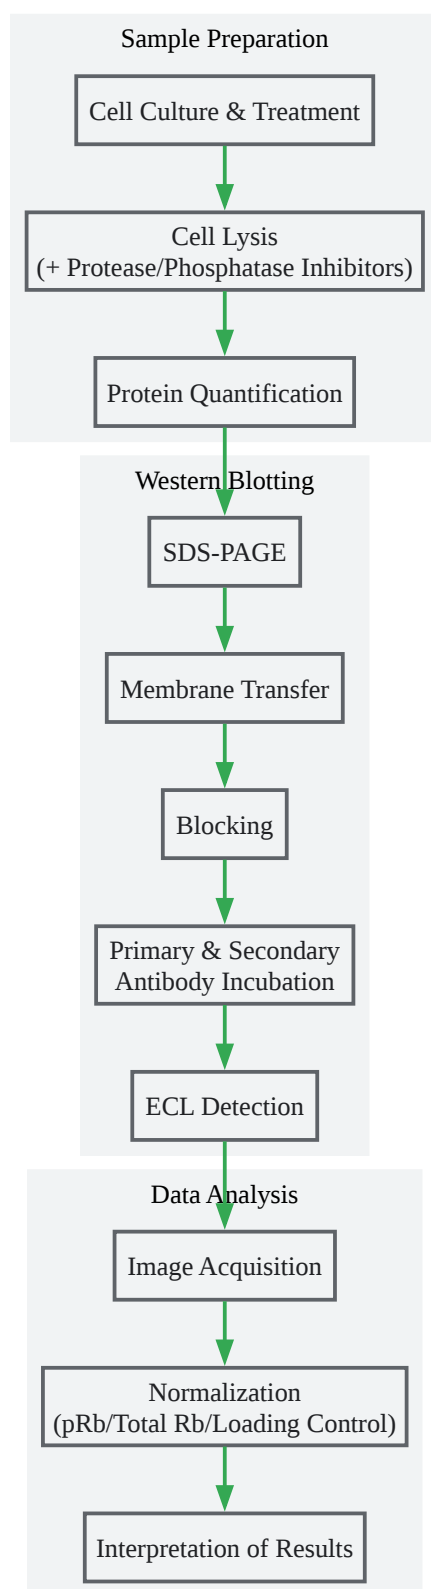 Sample Preparation
Cell Culture & Treatment
Cell Lysis
(+ Protease/Phosphatase Inhibitors)
Protein Quantification
Western Blotting
SDS-PAGE
Membrane Transfer
Blocking
Primary & Secondary
Antibody Incubation
ECL Detection
Data Analysis
Image Acquisition
Normalization
(pRb/Total Rb/Loading Control)
Interpretation of Results